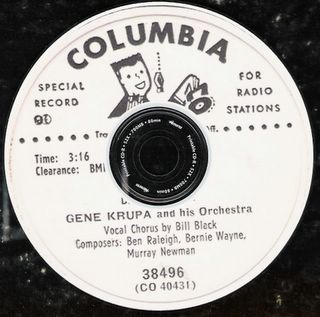 COLUMBIA
SPECIAL
RECORD
FOR
RADIO
STATIONS
Time: 3:16
Clearance: BMI
GENE KRUPA and his Orchestra
Vocal Chorus by Bill Black
Composers: Ben Raleigh, Bernie Wayne,
Murray Newman
38496
(CO 40431)